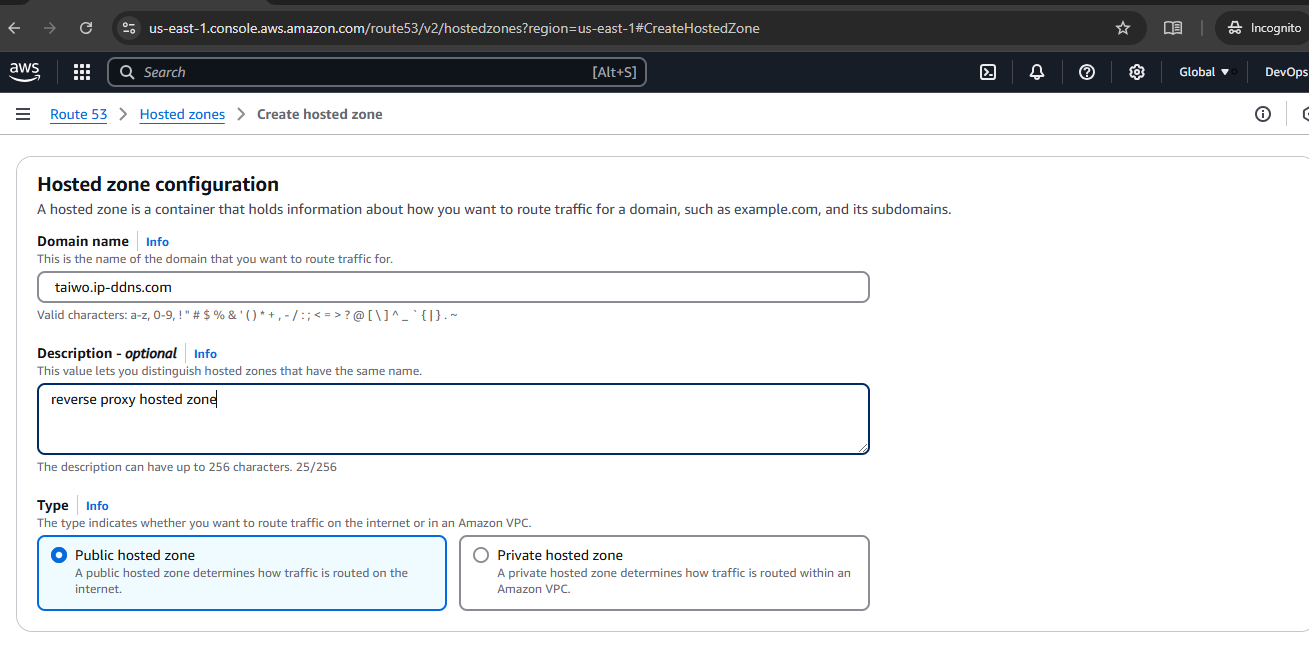 us-east-1.console.aws.amazon.com/route53/v2/hostedzones?region=us-east-1#CreateHostedZone
Incognito
aws
Search
[Alt+S]
Global
DevOps
Route 53
Hosted zones
Create hosted zone
Hosted zone configuration
A hosted zone is a container that holds information about how you want to route traffic for a domain, such as example.com, and its subdomains.
Domain name
Info
This is the name of the domain that you want to route traffic for.
taiwo.ip-ddns.com
Valid characters: a-z, 0-9, ! " # $ % & ' ( ) * + , - / : ; < = > ? @ [ \ ] ^ _ ` { | } . ~
Description - optional
Info
This value lets you distinguish hosted zones that have the same name.
reverse proxy hosted zone
The description can have up to 256 characters. 25/256
Type
Info
The type indicates whether you want to route traffic on the internet or in an Amazon VPC.
Public hosted zone
A public hosted zone determines how traffic is routed on the
internet.
Private hosted zone
A private hosted zone determines how traffic is routed within an
Amazon VPC.